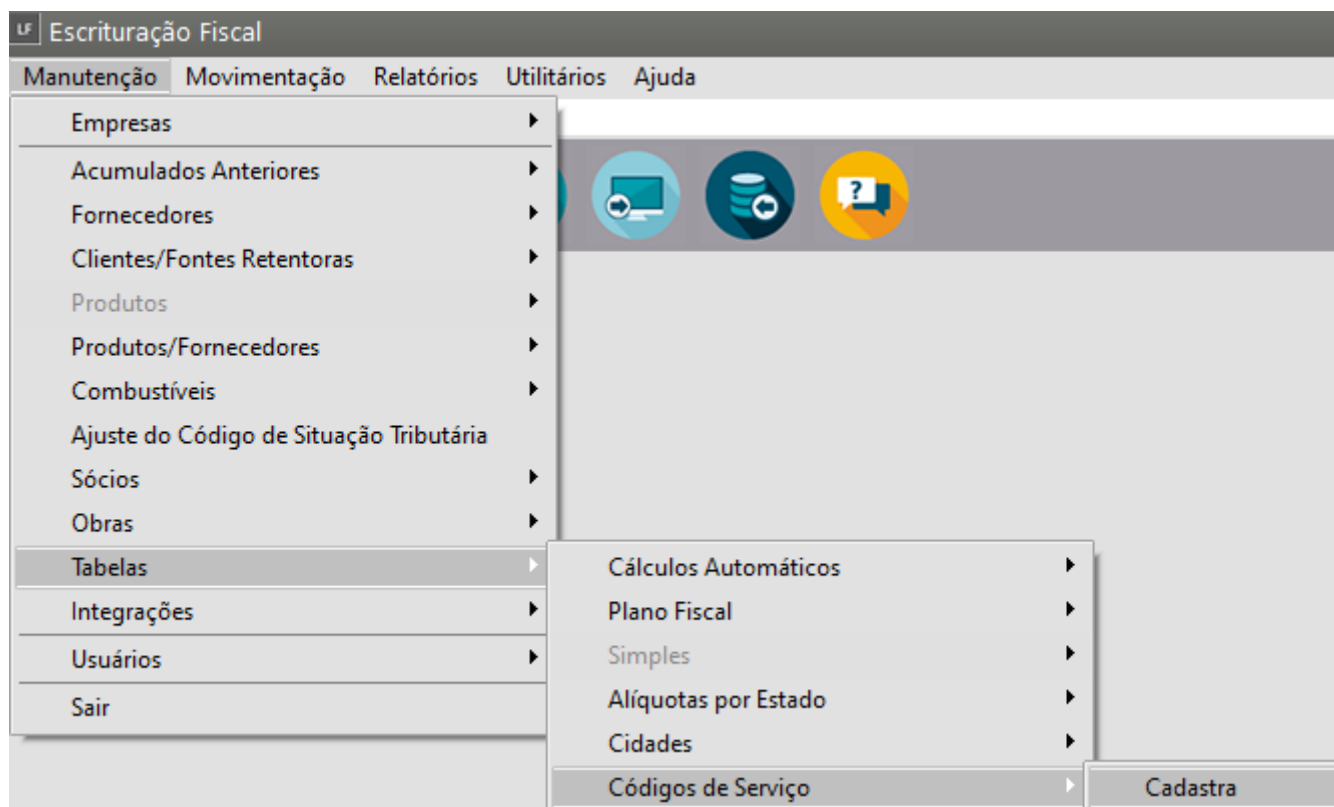 LF Escrituração Fiscal
Manutenção Movimentação Relatórios Utilitários Ajuda
Empresas
Acumulados Anteriores
Fornecedores
?
Clientes/Fontes Retentoras
Produtos
Produtos/Fornecedores
Combustíveis
Ajuste do Código de Situação Tributária
Sócios
Obras
Tabelas
Cálculos Automáticos
Integrações
Plano Fiscal
Usuários
Simples
Sair
Alíquotas por Estado
Cidades
Códigos de Serviço
Cadastra